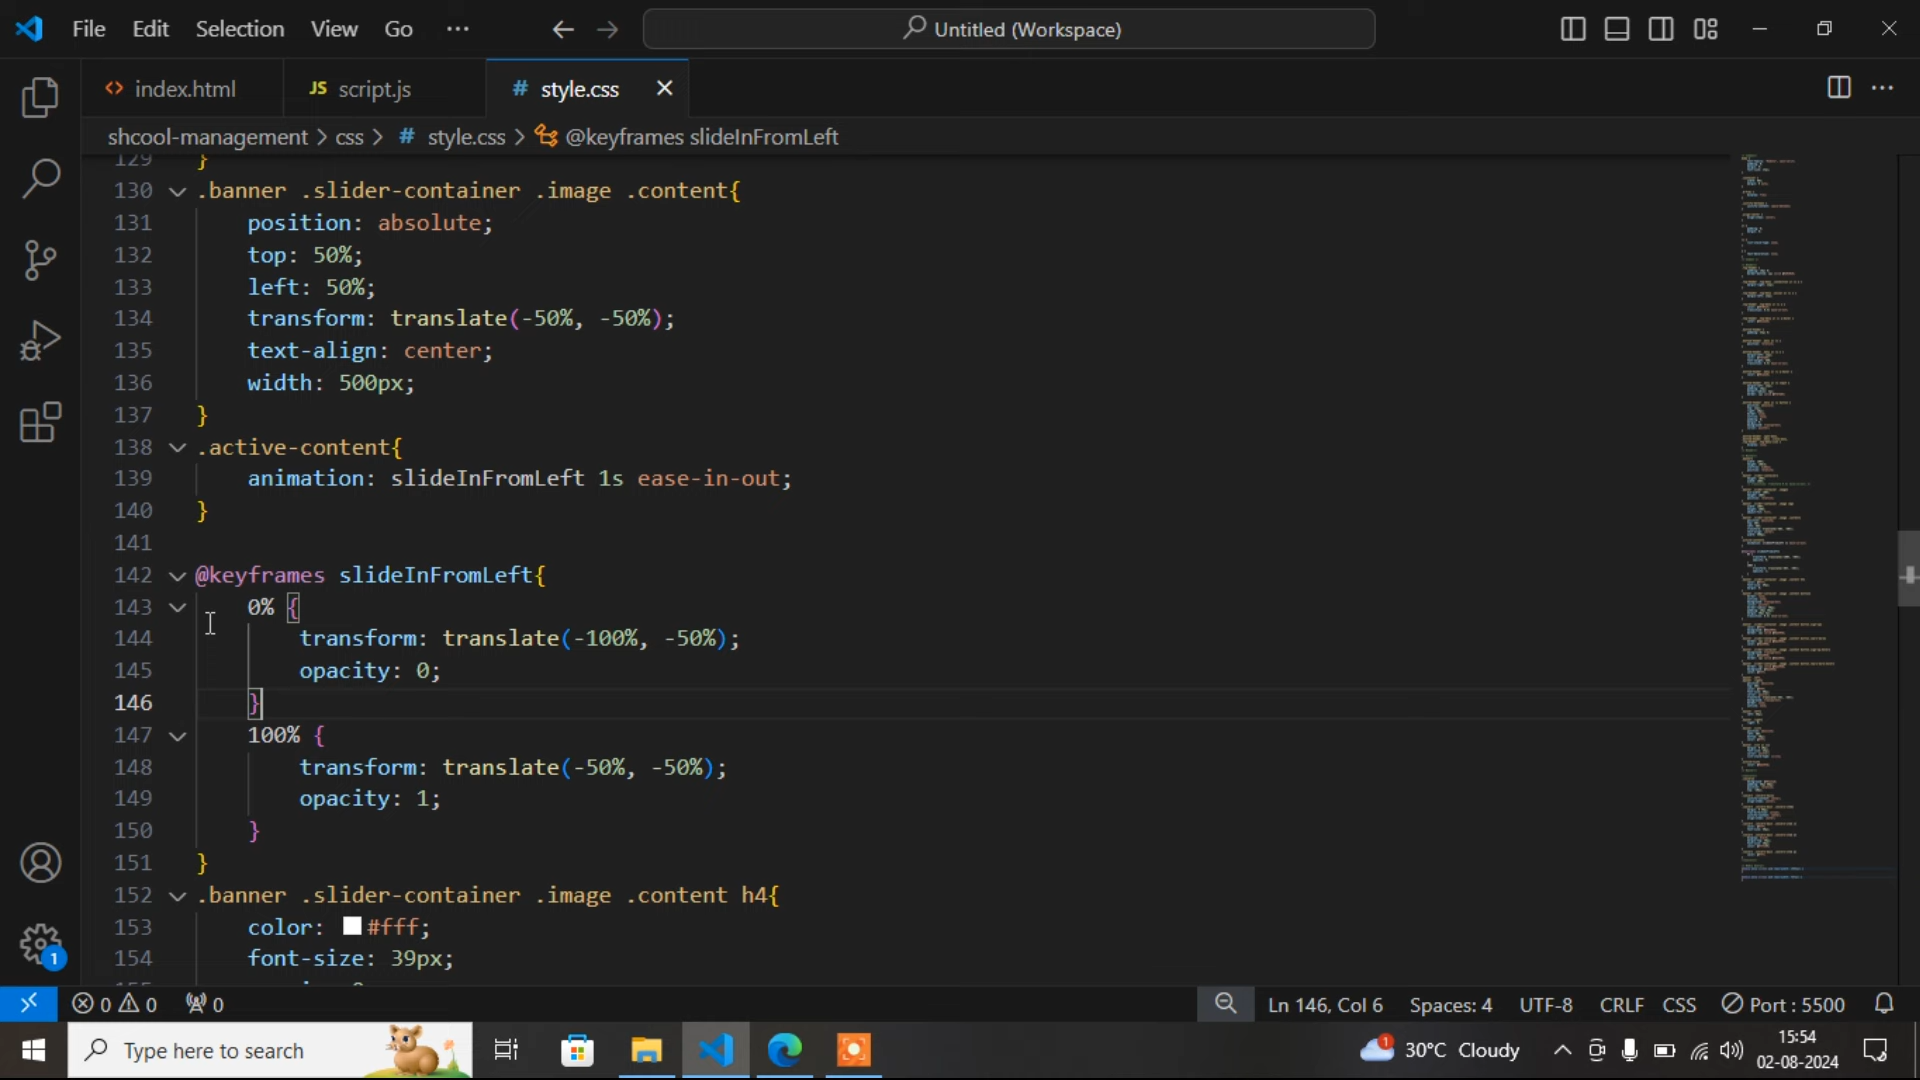 File Edit Selection View Go ··· Untitled (Workspace)
index.html JS script.js # style.css
shcool-management > css > # style.css > @keyframes slideInFromLeft
129 }
130 .banner .slider-container .image .content{
131 position: absolute;
132 top: 50%;
133 left: 50%;
134 transform: translate(-50%, -50%);
135 text-align: center;
136 width: 500px;
137 }
138 .active-content{
139 animation: slideInFromLeft 1s ease-in-out;
140 }
141
142 @keyframes slideInFromLeft{
143 0% {
144 transform: translate(-100%, -50%);
145 opacity: 0;
146 }
147 100% {
148 transform: translate(-50%, -50%);
149 opacity: 1;
150 }
151 }
152 .banner .slider-container .image .content h4{
153 color: #fff;
154 font-size: 39px;
1
0 0 0 Ln 146, Col 6 Spaces: 4 UTF-8 CRLF CSS Port : 5500
Type here to search 1 30°C Cloudy 15:54
02-08-2024